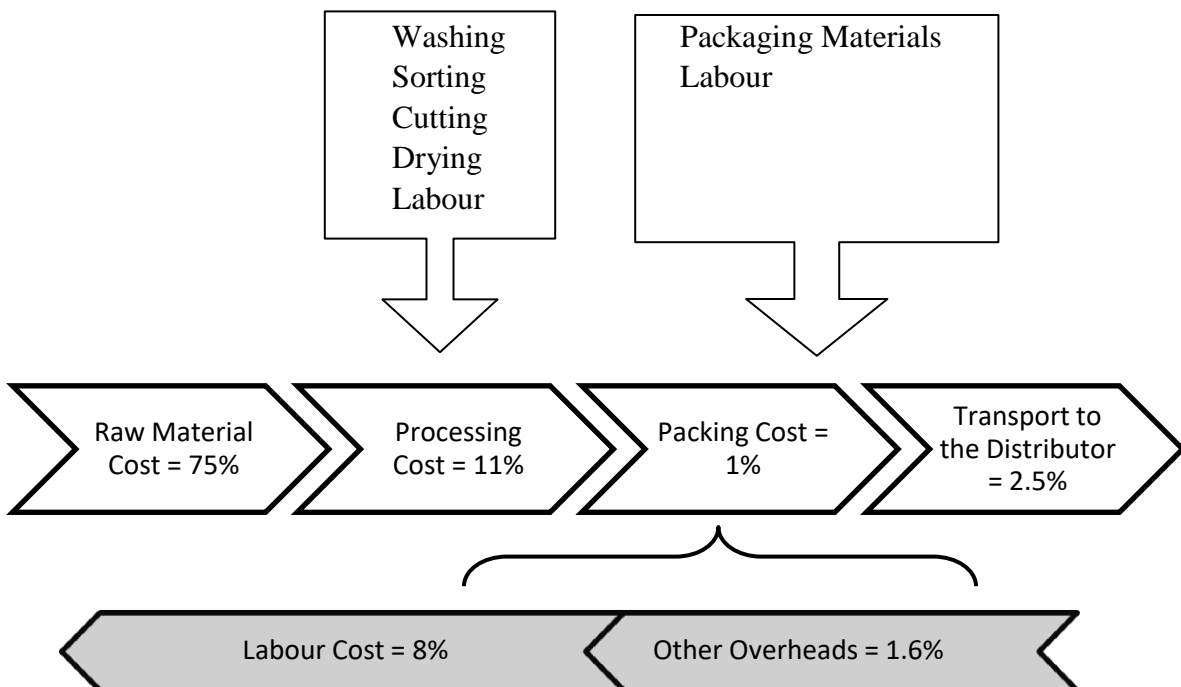 Washing
Sorting
Cutting
Drying
Labour
Packaging Materials
Labour
Raw Material
Cost = 75%
Processing
Cost = 11%
Packing Cost =
1%
Transport to
the Distributor
= 2.5%
Labour Cost = 8%
Other Overheads = 1.6%